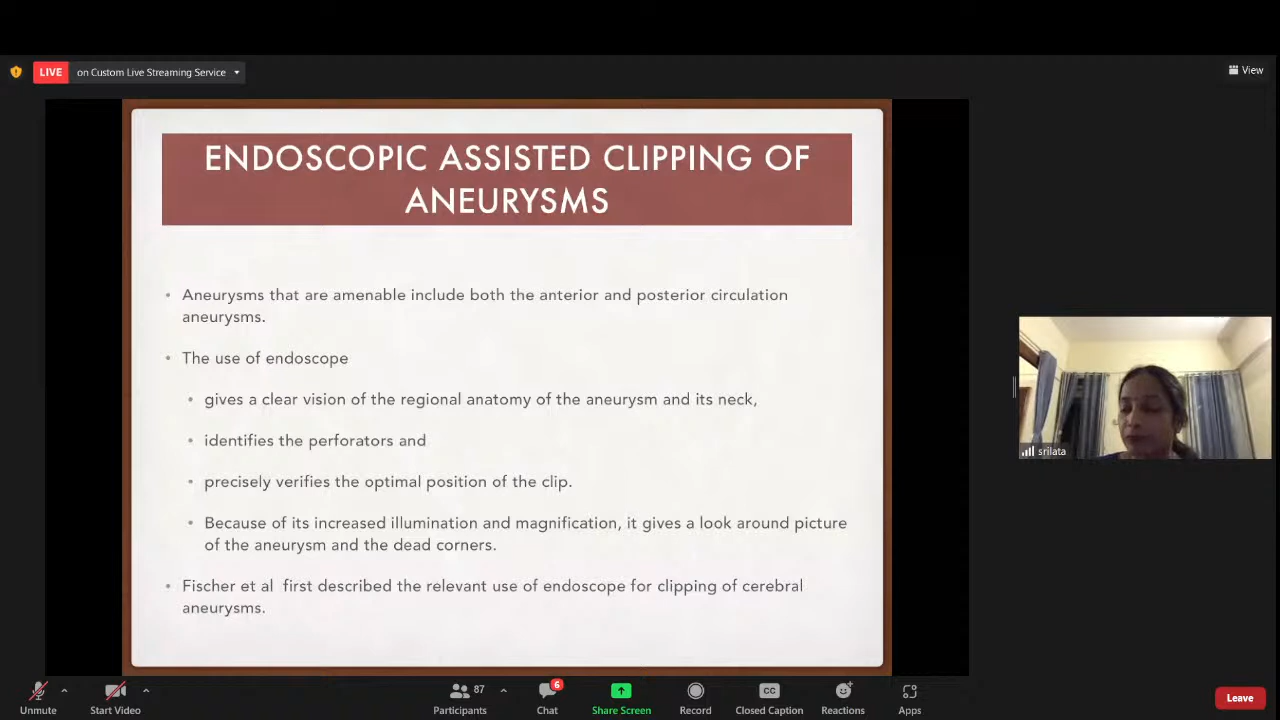 LIVE on Custom Live Streaming Service
View
ENDOSCOPIC ASSISTED CLIPPING OF
ANEURYSMS
• Aneurysms that are amenable include both the anterior and posterior circulation
aneurysms.
• The use of endoscope
• gives a clear vision of the regional anatomy of the aneurysm and its neck,
• identifies the perforators and
• precisely verifies the optimal position of the clip.
• Because of its increased illumination and magnification, it gives a look around picture
of the aneurysm and the dead corners.
• Fischer et al first described the relevant use of endoscope for clipping of cerebral
aneurysms.
srilata
87
6
CC
Unmute Start Video Participants Chat Share Screen Record Closed Caption Reactions Apps Leave